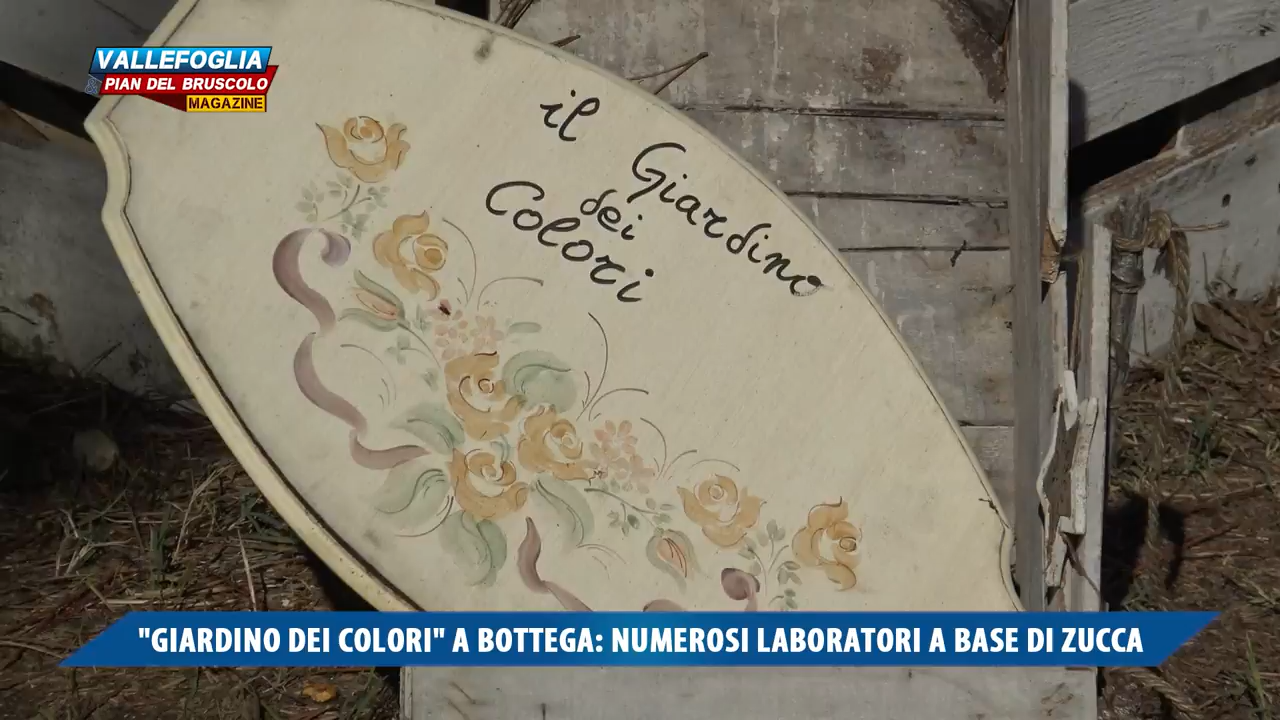 VALLEFOGLIA
PIAN DEL BRUSCOLO
MAGAZINE
il Giardino
dei
Colori
"GIARDINO DEI COLORI" A BOTTEGA: NUMEROSI LABORATORI A BASE DI ZUCCA